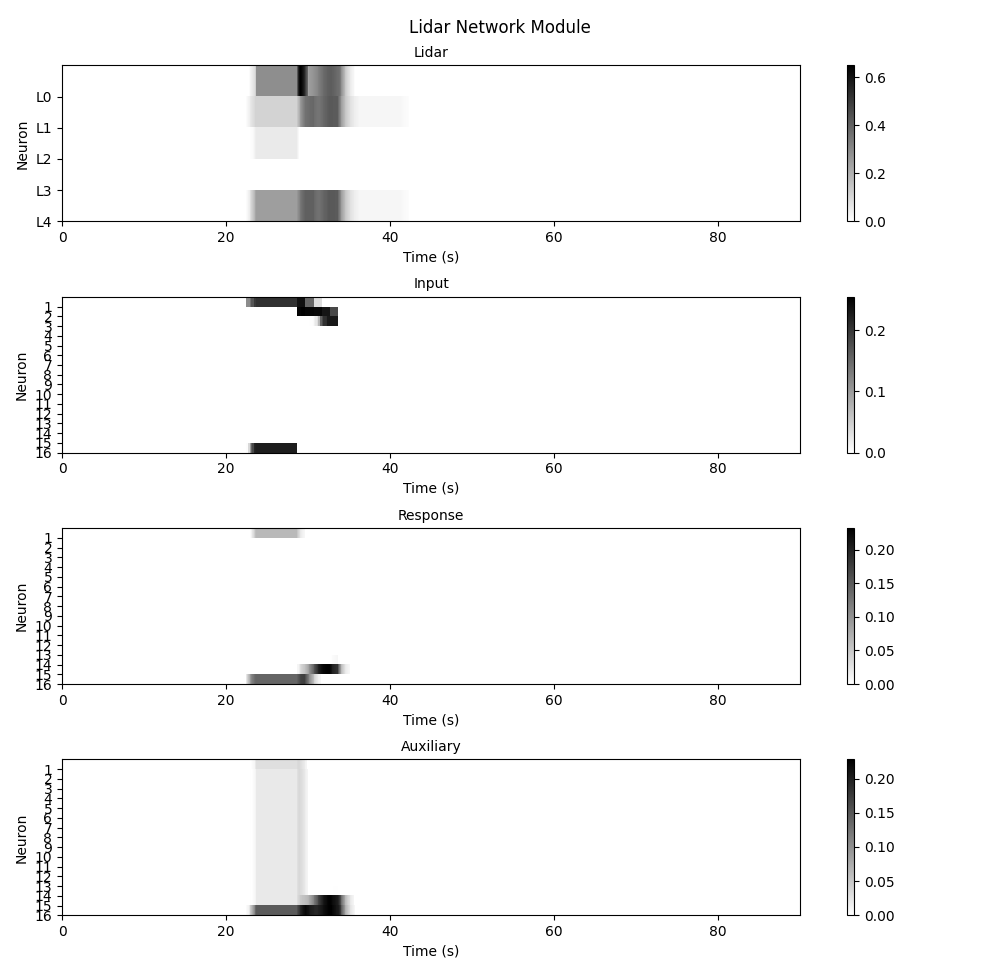 Lidar Network Module
Lidar
Neuron
L0
L1
L2
L3
L4
0 20 40 60 80
Time (s)
0.6
0.4
0.2
0.0
Input
Neuron
1
2
3
4
5
6
7
8
9
10
11
12
13
14
15
16
0 20 40 60 80
Time (s)
0.2
0.1
0.0
Response
Neuron
1
2
3
4
5
6
7
8
9
10
11
12
13
14
15
16
0 20 40 60 80
Time (s)
0.20
0.15
0.10
0.05
0.00
Auxiliary
Neuron
1
2
3
4
5
6
7
8
9
10
11
12
13
14
15
16
0 20 40 60 80
Time (s)
0.20
0.15
0.10
0.05
0.00